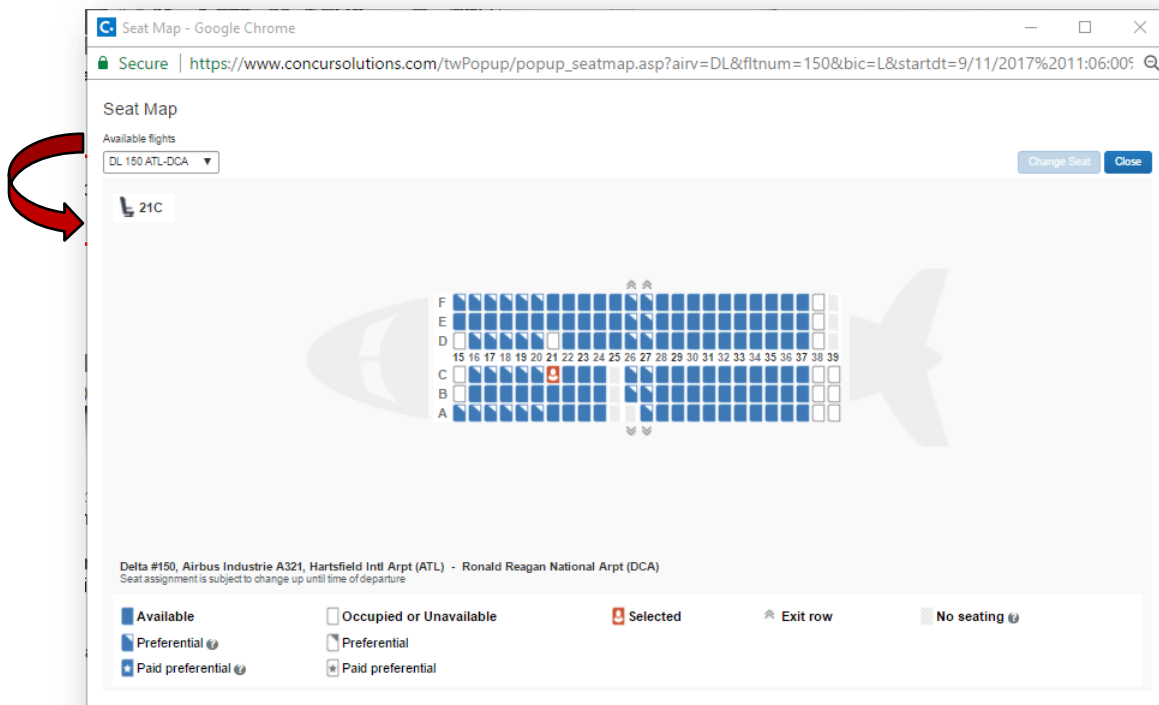 Seat Map - Google Chrome
Secure | https://www.concursolutions.com/twPopup/popup_seatmap.asp?airv=DL&fltnum=150&bic=L&startdt=9/11/2017%2011:06:00%
Seat Map
Available flights
DL 150 ATL-DCA
Change Seat
Close
21C
F
E
D
15 16 17 18 19 20 21 22 23 24 25 26 27 28 29 30 31 32 33 34 35 36 37 38 39
C
B
A
Delta #150, Airbus Industrie A321, Hartsfield Intl Arpt (ATL) - Ronald Reagan National Arpt (DCA)
Seat assignment is subject to change up until time of departure
Available
Occupied or Unavailable
Selected
Exit row
No seating
Preferential
Preferential
Paid preferential
Paid preferential